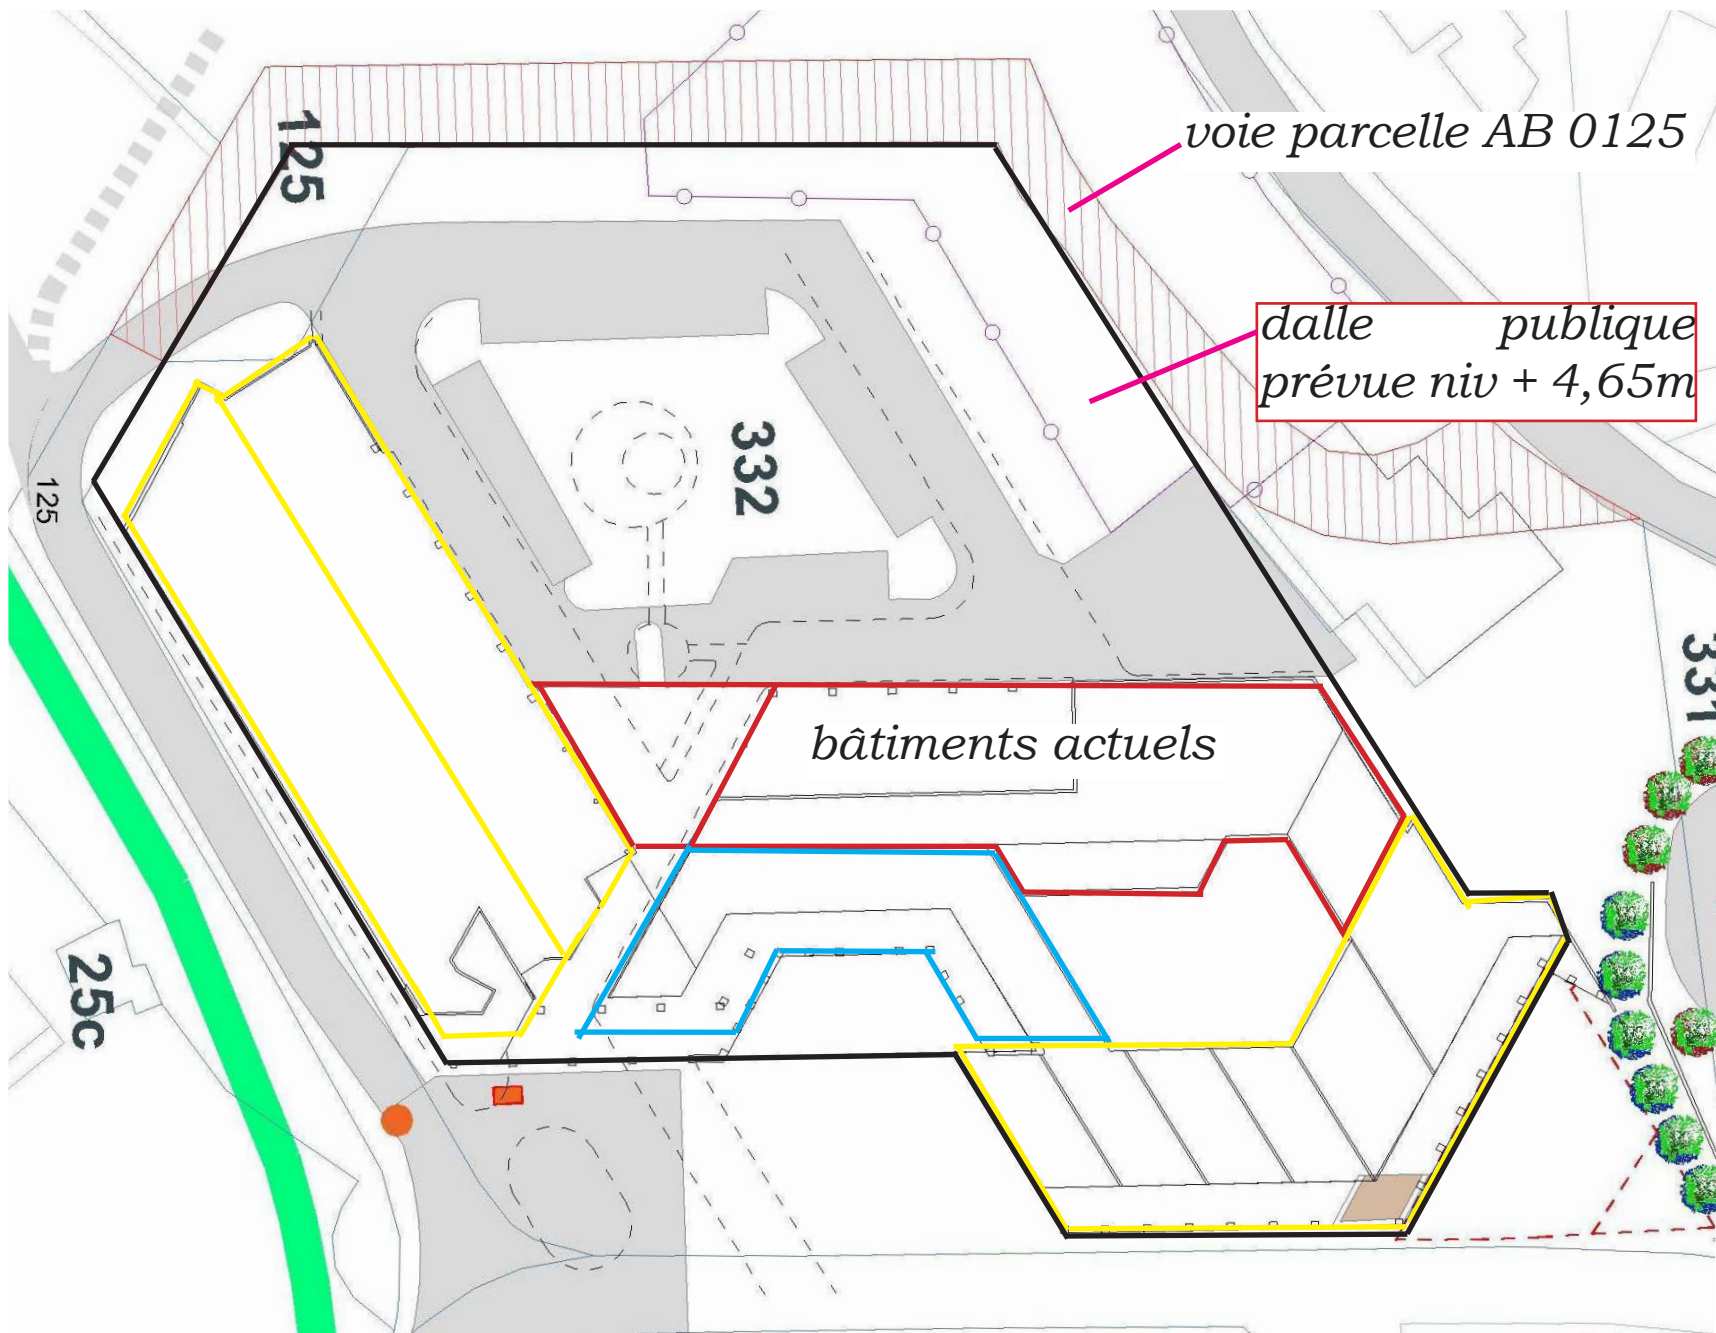 125
voie parcelle AB 0125
dalle publique
prévue niv + 4,65m
332
125
331
bâtiments actuels
25c